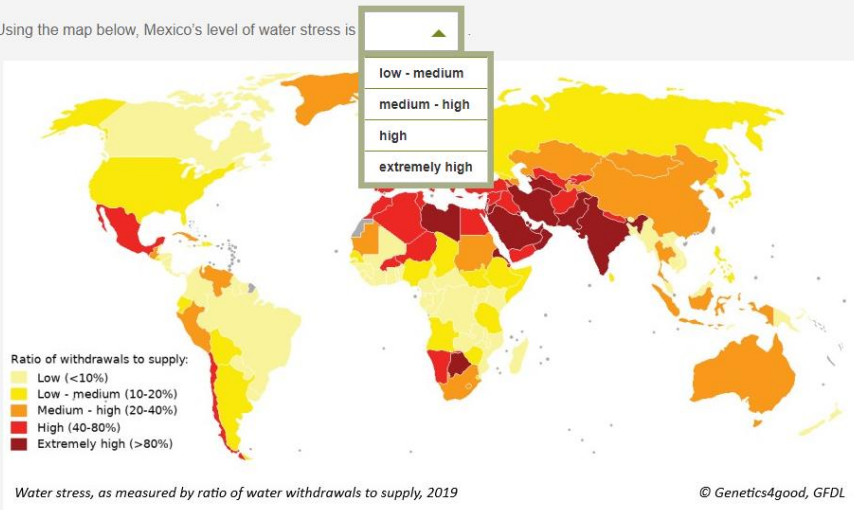 Using the map below, Mexico's level of water stress is .
low - medium
medium - high
high
extremely high
Ratio of withdrawals to supply:
Low (<10%)
Low - medium (10-20%)
Medium - high (20-40%)
High (40-80%)
Extremely high (>80%)
Water stress, as measured by ratio of water withdrawals to supply, 2019
© Genetics4good, GFDL